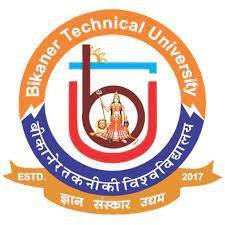 Bikaner Technical University
बीकानेर तकनीकी विश्वविद्यालय
ESTD. 2017
ज्ञान संस्कार उद्यम